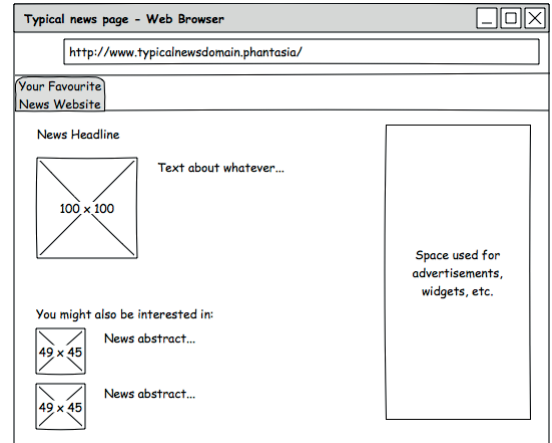 Typical news page - Web Browser
http://www.typicalnewsdomain.phantasia/
Your Favourite
News Website
News Headline
100 x 100
Text about whatever...
Space used for
advertisements,
widgets, etc.
You might also be interested in:
49 x 45
News abstract...
49 x 45
News abstract...